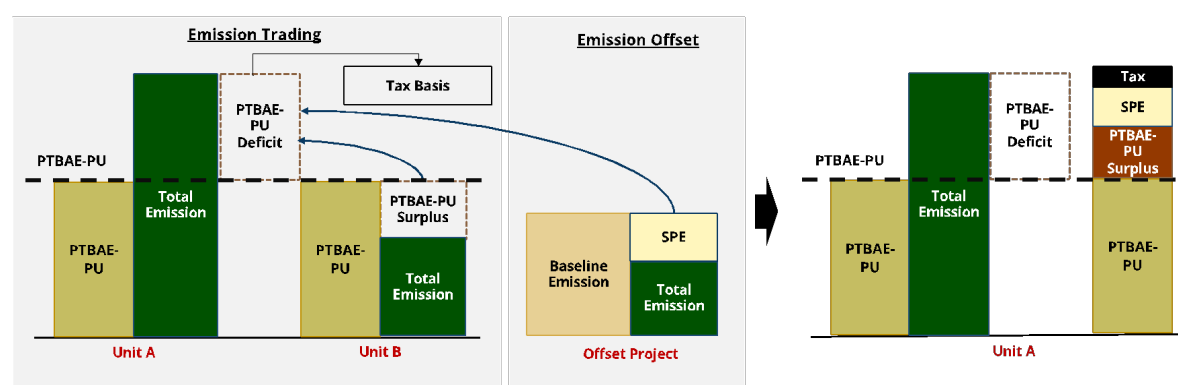 Emission Trading
Emission Offset
Tax Basis
PTBAE-
PU
Deficit
PTBAE-PU
Total
Emission
PTBAE-
PU
PTBAE-
PU
PTBAE-PU
Surplus
Total
Emission
Unit A
Unit B
Baseline
Emission
SPE
Total
Emission
Offset Project
PTBAE-PU
PTBAE-
PU
Total
Emission
PTBAE-
PU
Deficit
Tax
SPE
PTBAE-
PU
Surplus
PTBAE-
PU
Unit A